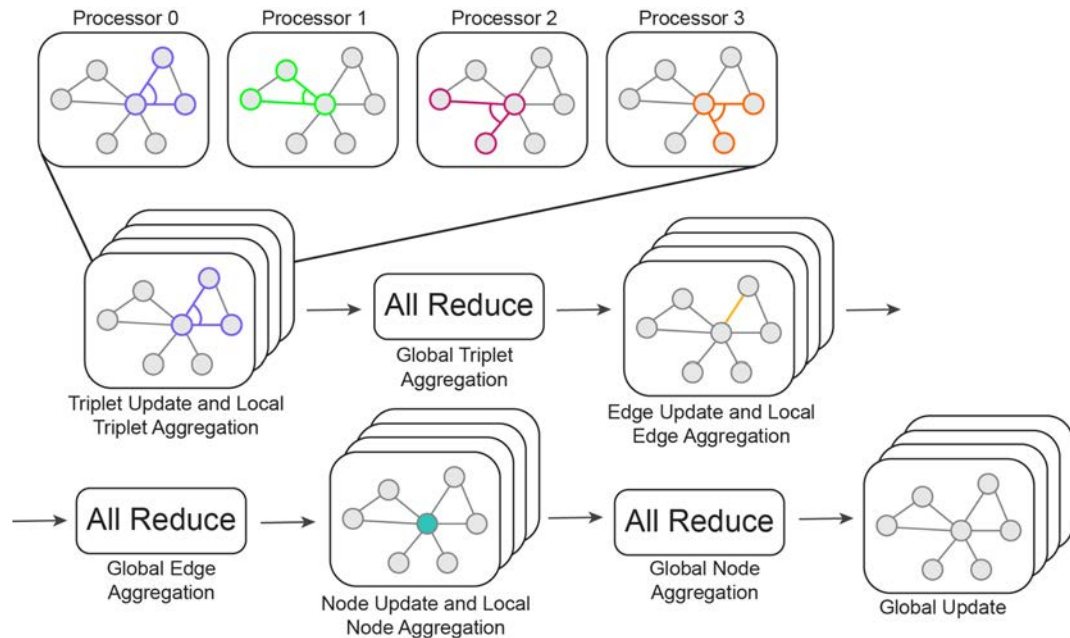 Processor 0
Processor 1
Processor 2
Processor 3
All Reduce
Global Triplet
Aggregation
Triplet Update and Local
Triplet Aggregation
Edge Update and Local
Edge Aggregation
All Reduce
Global Edge
Aggregation
Node Update and Local
Node Aggregation
All Reduce
Global Node
Aggregation
Global Update